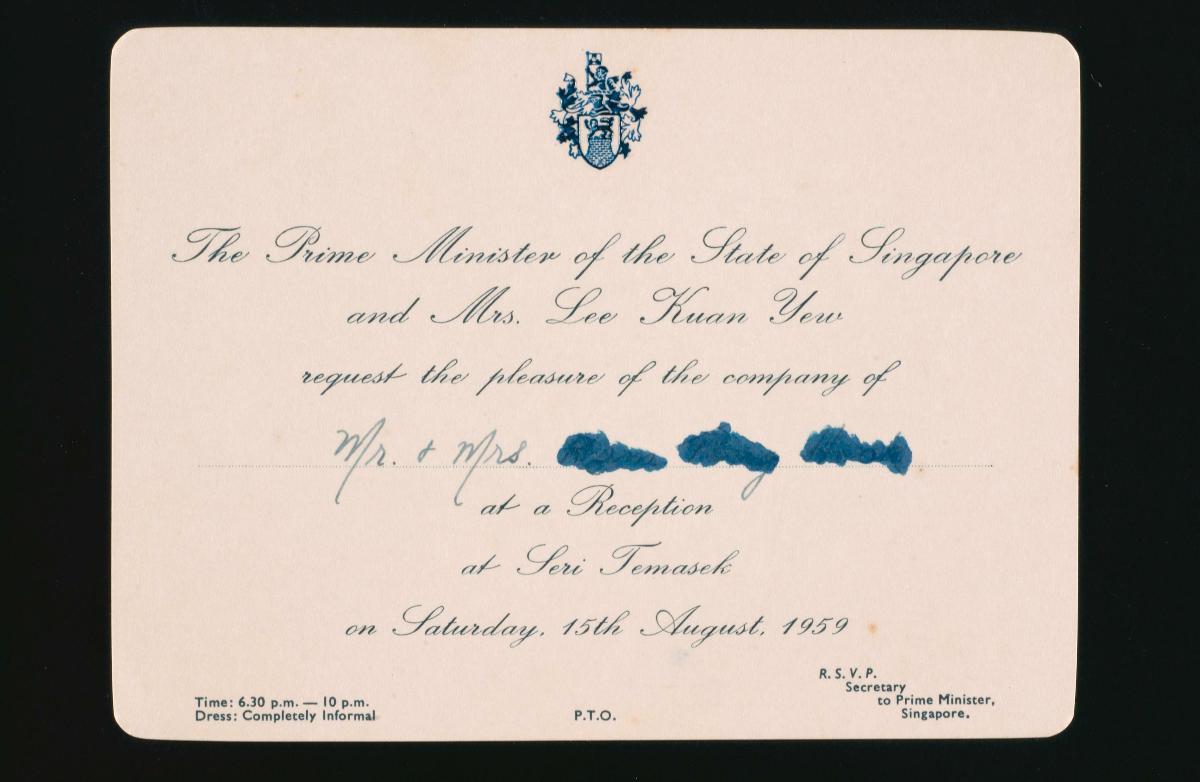 The Prime Minister of the State of Singapore
and Mrs. Lee Kuan Yew
request the pleasure of the company of
Mr. & Mrs.
at a Reception
at Seri Temasek
on Saturday, 15th August, 1959
R. S. V. P.
Secretary
to Prime Minister,
Singapore.
Time: 6.30 p.m. — 10 p.m.
Dress: Completely Informal
P.T.O.